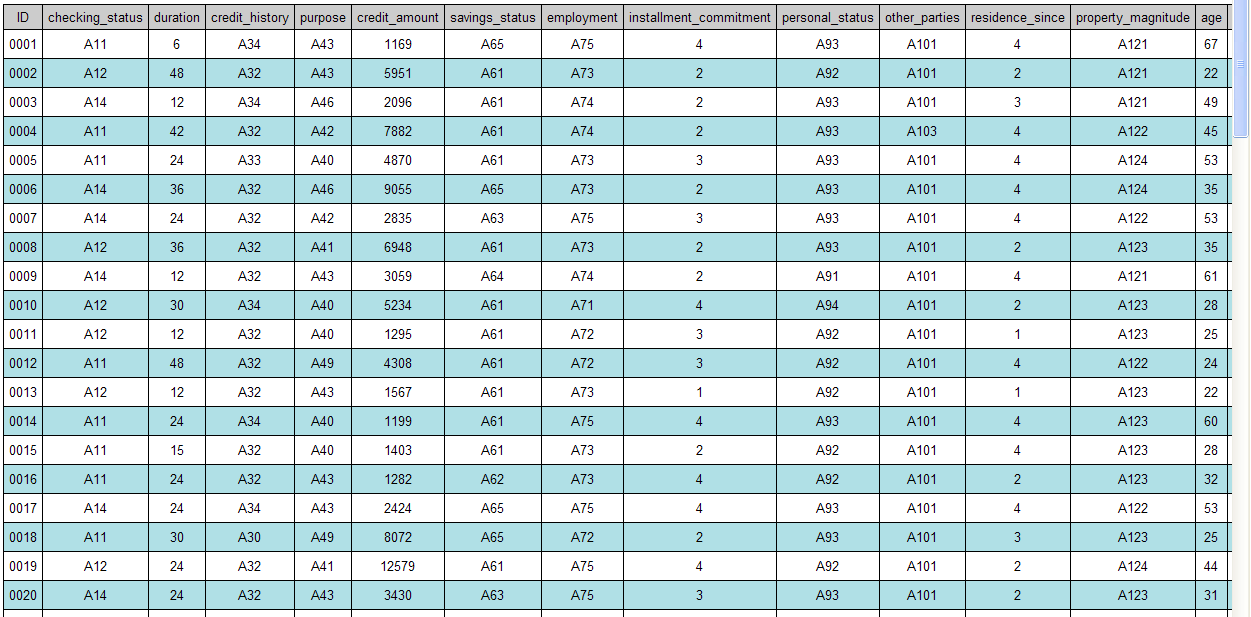 ID checking_status duration credit_history purpose credit_amount savings_status employment installment_commitment personal_status other_parties residence_since property_magnitude age
0001 A11 6 A34 A43 1169 A65 A75 4 A93 A101 4 A121 67
0002 A12 48 A32 A43 5951 A61 A73 2 A92 A101 2 A121 22
0003 A14 12 A34 A46 2096 A61 A74 2 A93 A101 3 A121 49
0004 A11 42 A32 A42 7882 A61 A74 2 A93 A103 4 A122 45
0005 A11 24 A33 A40 4870 A61 A73 3 A93 A101 4 A124 53
0006 A14 36 A32 A46 9055 A65 A73 2 A93 A101 4 A124 35
0007 A14 24 A32 A42 2835 A63 A75 3 A93 A101 4 A122 53
0008 A12 36 A32 A41 6948 A61 A73 2 A93 A101 2 A123 35
0009 A14 12 A32 A43 3059 A64 A74 2 A91 A101 4 A121 61
0010 A12 30 A34 A40 5234 A61 A71 4 A94 A101 2 A123 28
0011 A12 12 A32 A40 1295 A61 A72 3 A92 A101 1 A123 25
0012 A11 48 A32 A49 4308 A61 A72 3 A92 A101 4 A122 24
0013 A12 12 A32 A43 1567 A61 A73 1 A92 A101 1 A123 22
0014 A11 24 A34 A40 1199 A61 A75 4 A93 A101 4 A123 60
0015 A11 15 A32 A40 1403 A61 A73 2 A92 A101 4 A123 28
0016 A11 24 A32 A43 1282 A62 A73 4 A92 A101 2 A123 32
0017 A14 24 A34 A43 2424 A65 A75 4 A93 A101 4 A122 53
0018 A11 30 A30 A49 8072 A65 A72 2 A93 A101 3 A123 25
0019 A12 24 A32 A41 12579 A61 A75 4 A92 A101 2 A124 44
0020 A14 24 A32 A43 3430 A63 A75 3 A93 A101 2 A123 31